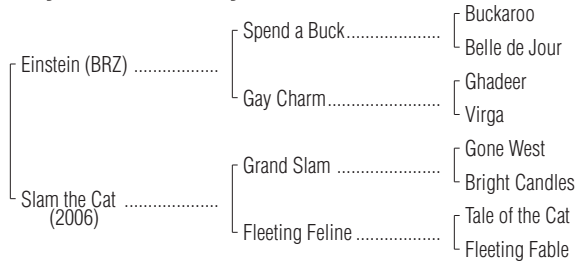 Buckaroo
Spend a Buck..................
Belle de Jour
Einstein (BRZ) ..................
Ghadeer
Gay Charm.....................
Virga
Gone West
Grand Slam ...................
Bright Candles
Slam the Cat ....................
(2006)
Tale of the Cat
Fleeting Feline ................
Fleeting Fable